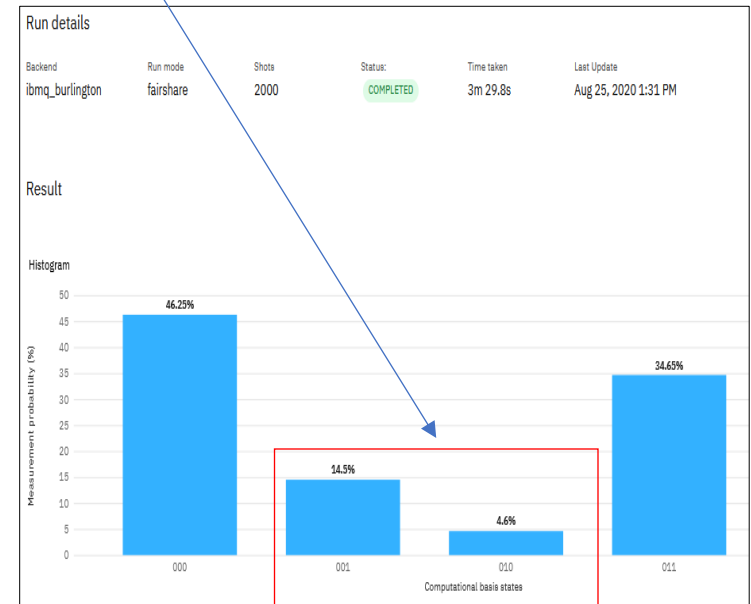 Run details
Backend Run mode Shots Status: Time taken Last Update
ibmq_burlington fairshare 2000 COMPLETED 3m 29.8s Aug 25, 2020 1:31 PM
Result
Histogram
Measurement probability (%)
50
45
40
35
30
25
20
15
10
5
0
46.25%
14.5%
4.6%
34.65%
000 001 010 011
Computational basis states